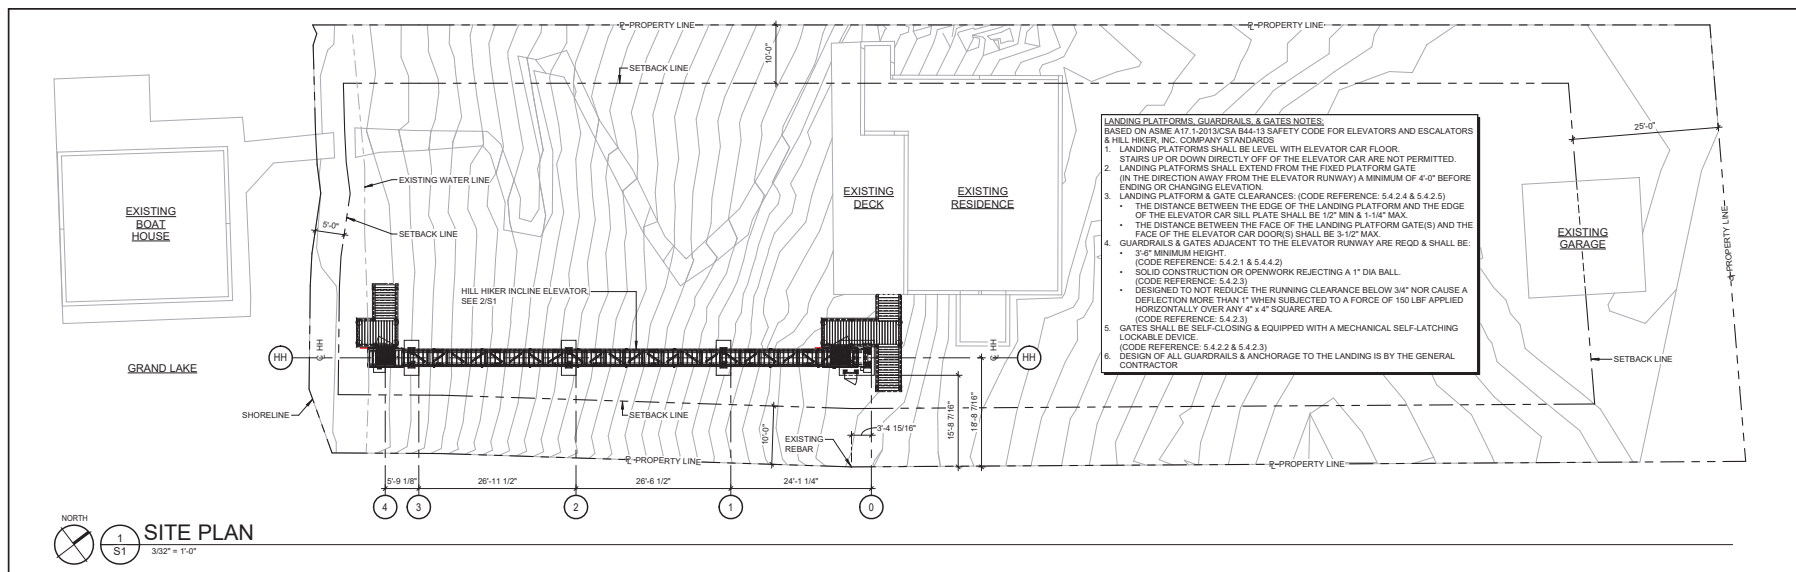 ℄ PROPERTY LINE
℄ PROPERTY LINE
10'-0"
SETBACK LINE
25'-0"
LANDING PLATFORMS, GUARDRAILS, & GATES NOTES:
BASED ON ASME A17.1-2013/CSA B44-13 SAFETY CODE FOR ELEVATORS AND ESCALATORS
& HILL HIKER, INC. COMPANY STANDARDS
1. LANDING PLATFORMS SHALL BE LEVEL WITH ELEVATOR CAR FLOOR.
STAIRS UP OR DOWN DIRECTLY OFF OF THE ELEVATOR CAR ARE NOT PERMITTED.
2. LANDING PLATFORMS SHALL EXTEND FROM THE FIXED PLATFORM GATE
(IN THE DIRECTION AWAY FROM THE ELEVATOR RUNWAY) A MINIMUM OF 4'-0" BEFORE
ENDING OR CHANGING ELEVATION.
3. LANDING PLATFORM & GATE CLEARANCES: (CODE REFERENCE: 5.4.2.4 & 5.4.2.5)
• THE DISTANCE BETWEEN THE EDGE OF THE LANDING PLATFORM AND THE EDGE
OF THE ELEVATOR CAR SILL PLATE SHALL BE 1/2" MIN & 1-1/4" MAX.
• THE DISTANCE BETWEEN THE FACE OF THE LANDING PLATFORM GATE(S) AND THE
FACE OF THE ELEVATOR CAR DOOR(S) SHALL BE 3-1/2" MAX.
4. GUARDRAILS & GATES ADJACENT TO THE ELEVATOR RUNWAY ARE REQD & SHALL BE:
• 3'-6" MINIMUM HEIGHT.
(CODE REFERENCE: 5.4.2.1 & 5.4.4.2)
• SOLID CONSTRUCTION OR OPENWORK REJECTING A 1" DIA BALL.
(CODE REFERENCE: 5.4.2.3)
• DESIGNED TO NOT REDUCE THE RUNNING CLEARANCE BELOW 3/4" NOR CAUSE A
DEFLECTION MORE THAN 1" WHEN SUBJECTED TO A FORCE OF 150 LBF APPLIED
HORIZONTALLY OVER ANY 4" x 4" SQUARE AREA.
(CODE REFERENCE: 5.4.2.3)
5. GATES SHALL BE SELF-CLOSING & EQUIPPED WITH A MECHANICAL SELF-LATCHING
LOCKABLE DEVICE.
(CODE REFERENCE: 5.4.2.2 & 5.4.2.3)
6. DESIGN OF ALL GUARDRAILS & ANCHORAGE TO THE LANDING IS BY THE GENERAL
CONTRACTOR
EXISTING WATER LINE
EXISTING
BOAT
HOUSE
5'-0"
SETBACK LINE
EXISTING
DECK
EXISTING
RESIDENCE
EXISTING
GARAGE
℄ PROPERTY LINE
HILL HIKER INCLINE ELEVATOR,
SEE 2/S1
HH
℄ HH
℄ HH
HH
GRAND LAKE
SETBACK LINE
SHORELINE
SETBACK LINE
10'-0"
EXISTING
REBAR
3'-4 15/16"
15'-8 7/16"
18'-8 7/16"
℄ PROPERTY LINE
℄ PROPERTY LINE
5'-9 1/8"
26'-11 1/2"
26'-6 1/2"
24'-1 1/4"
4
3
2
1
0
NORTH
1
S1
SITE PLAN
3/32" = 1'-0"